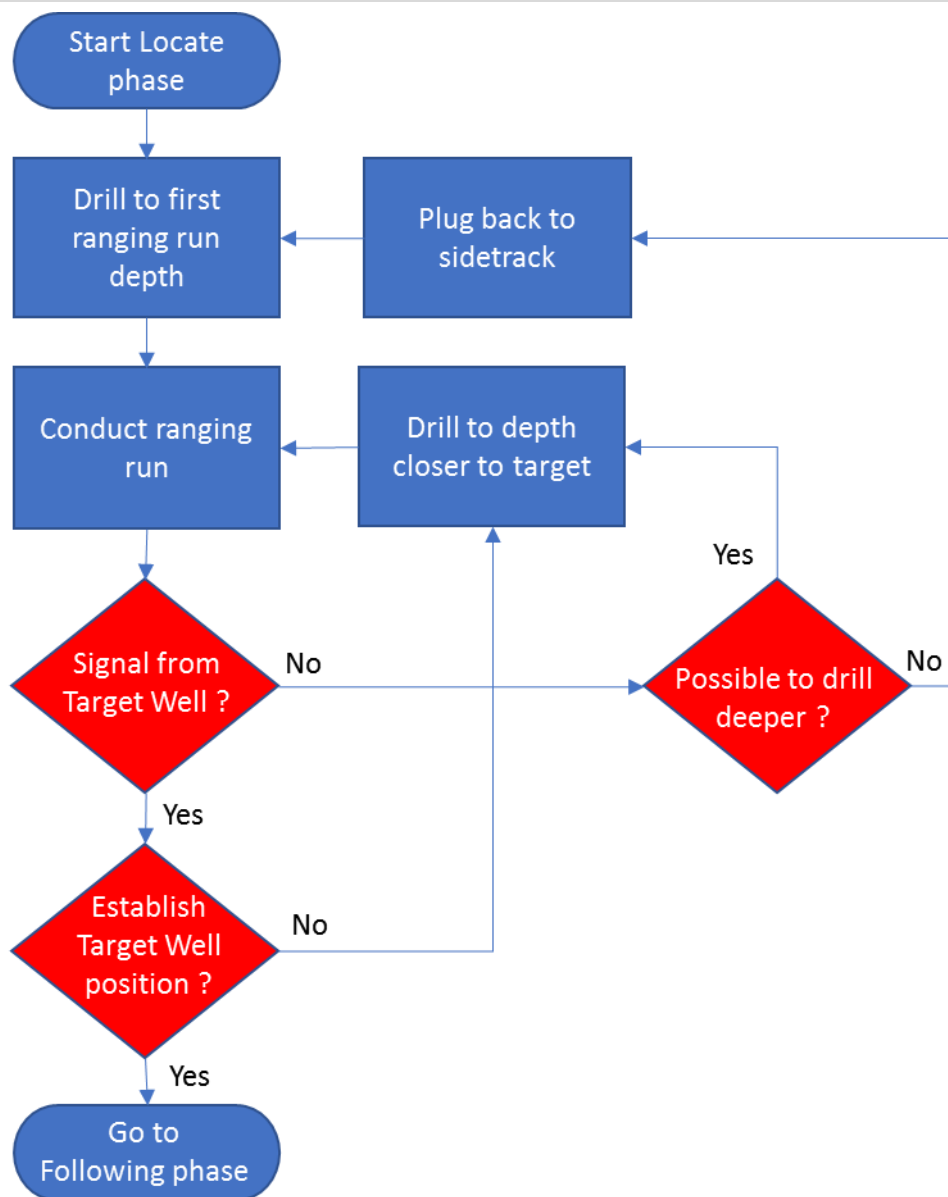 Start Locate
phase
Drill to first
ranging run
depth
Plug back to
sidetrack
Conduct ranging
run
Drill to depth
closer to target
Yes
Signal from
Target Well ?
No
Possible to drill
deeper ?
No
Yes
Establish
Target Well
position ?
No
Yes
Go to
Following phase